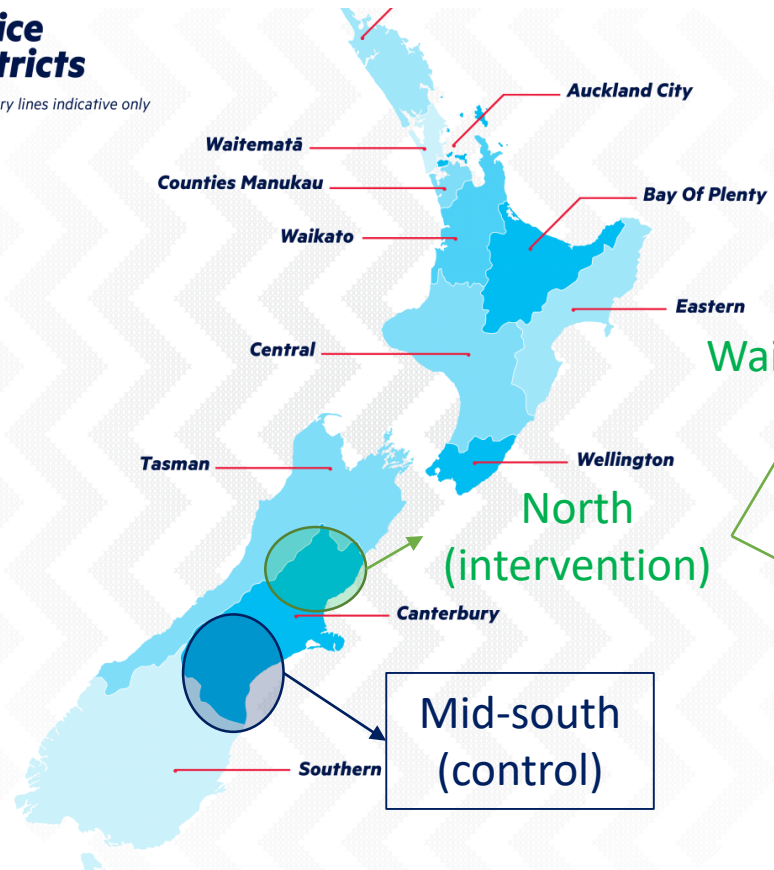 ice
tricts
ry lines indicative only
Auckland City
Waitematā
Counties Manukau
Bay Of Plenty
Waikato
Eastern
Central
Wai
Tasman
Wellington
North
(intervention)
Canterbury
Mid-south
(control)
Southern